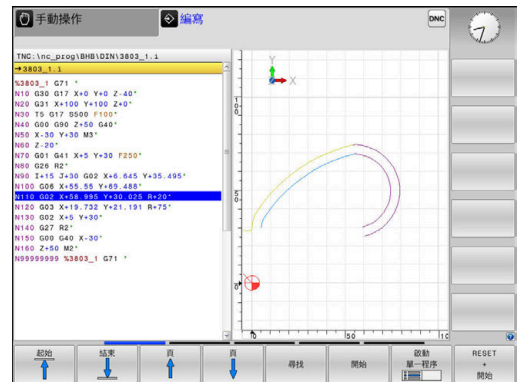 手動操作
編寫
DNC
TNC:\nc_prog\BHB\DIN\3803_1.i
→3803_1.i
%3803_1 G71 *
N10 G30 G17 X+0 Y+0 Z-40*
N20 G31 X+100 Y+100 Z+0*
N30 T5 G17 S500 F100*
N40 G00 G90 Z+50 G40*
N50 X-30 Y+30 M3*
N60 Z-20*
N70 G01 G41 X+5 Y+30 F250*
N80 G26 R2*
N90 I+15 J+30 G02 X+6.645 Y+35.495*
N100 G06 X+55.55 Y+69.488*
N110 G02 X+58.995 Y+30.025 R+20*
N120 G03 X+19.732 Y+21.191 R+75*
N130 G02 X+5 Y+30*
N140 G27 R2*
N150 G00 G40 X-30*
N160 Z+50 M2*
N99999999 %3803_1 G71 *
Y
X
100
50
0
0
50
10
起始
結束
頁
頁
尋找
開始
啟動
單一程序
RESET
+
開始